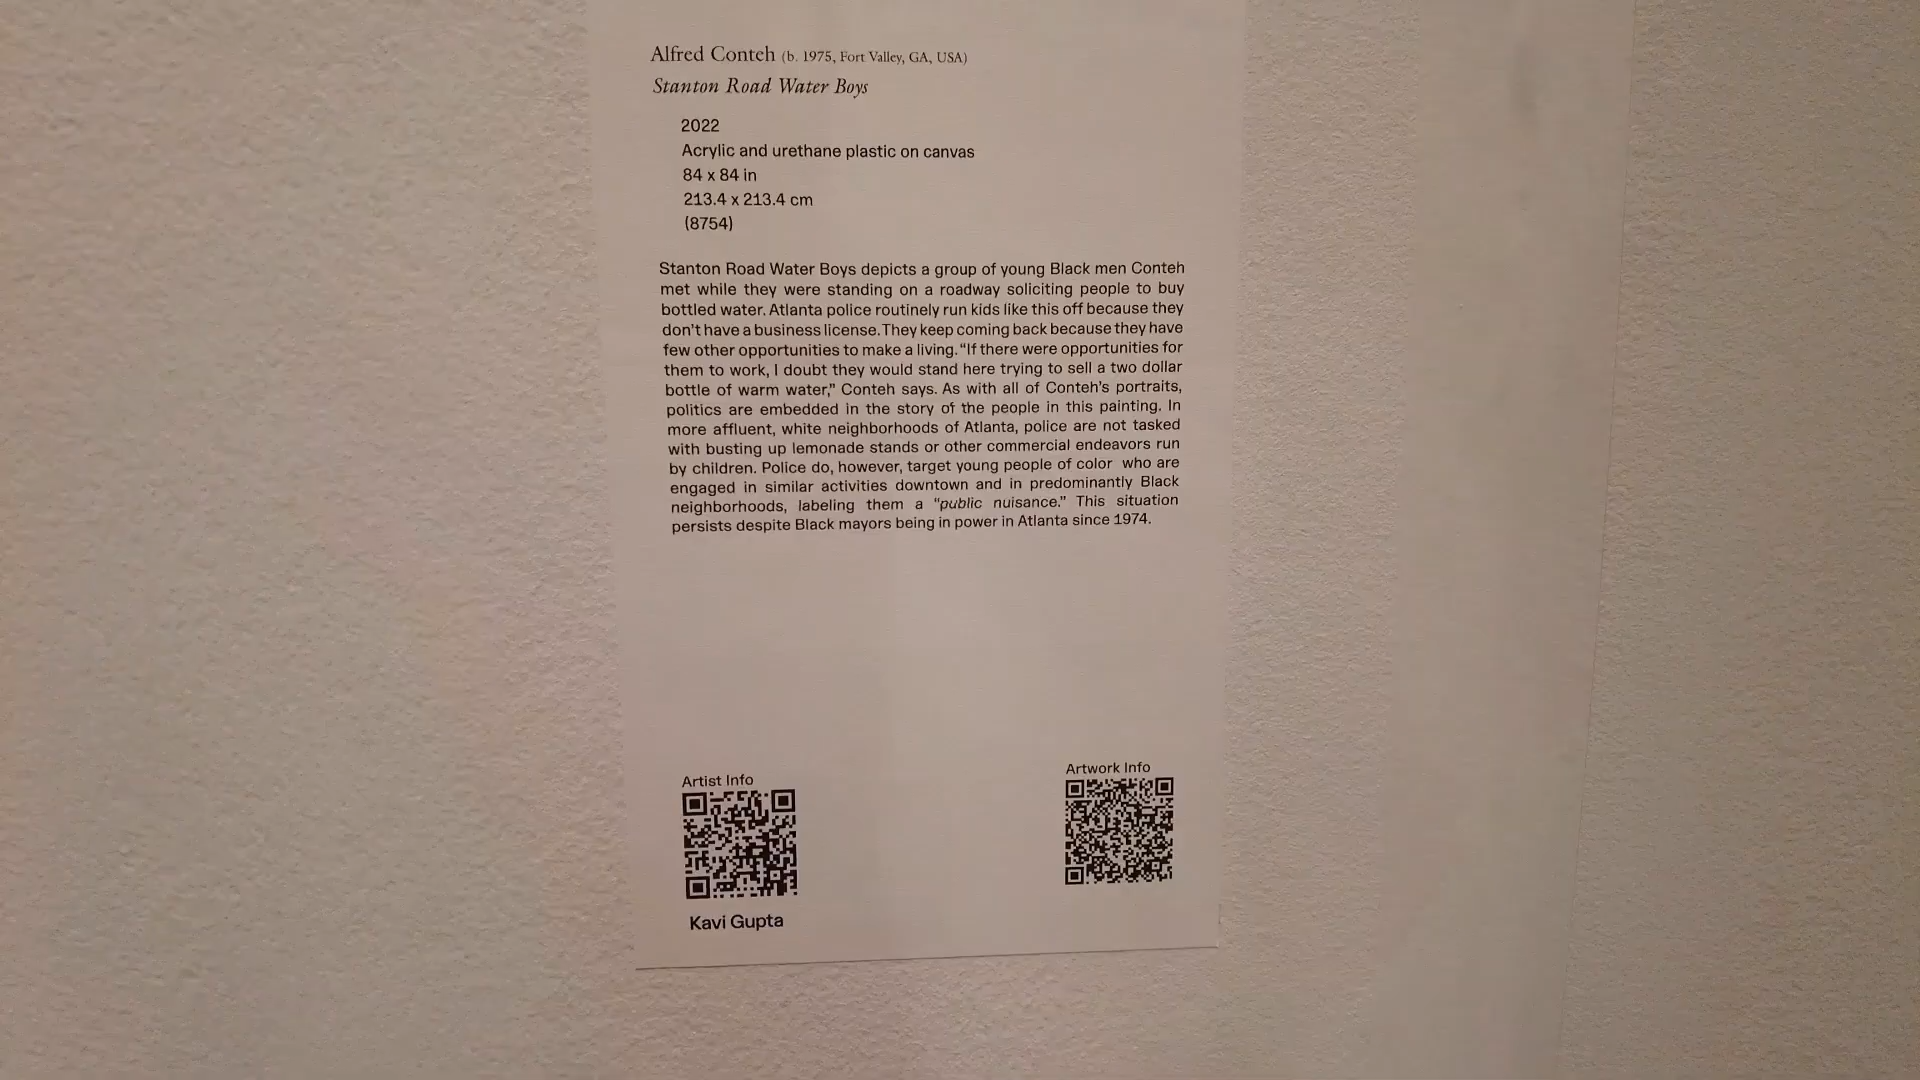 Alfred Conteh (b. 1975, Fort Valley, GA, USA)
Stanton Road Water Boys
2022
Acrylic and urethane plastic on canvas
84 x 84 in
213.4 x 213.4 cm
(8754)
Stanton Road Water Boys depicts a group of young Black men Conteh
met while they were standing on a roadway soliciting people to buy
bottled water. Atlanta police routinely run kids like this off because they
don't have a business license. They keep coming back because they have
few other opportunities to make a living. “If there were opportunities for
them to work, I doubt they would stand here trying to sell a two dollar
bottle of warm water,” Conteh says. As with all of Conteh's portraits,
politics are embedded in the story of the people in this painting. In
more affluent, white neighborhoods of Atlanta, police are not tasked
with busting up lemonade stands or other commercial endeavors run
by children. Police do, however, target young people of color who are
engaged in similar activities downtown and in predominantly Black
neighborhoods, labeling them a “public nuisance.” This situation
persists despite Black mayors being in power in Atlanta since 1974.
Artist Info
Artwork Info
Kavi Gupta